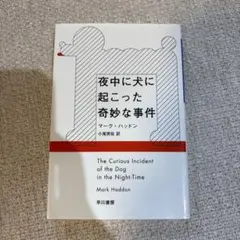 夜中に犬に
起こった
奇妙な事件
マーク・ハッドン
小尾芙佐 訳
The Curious Incident
of the Dog
in the Night-Time
Mark Haddon
早川書房